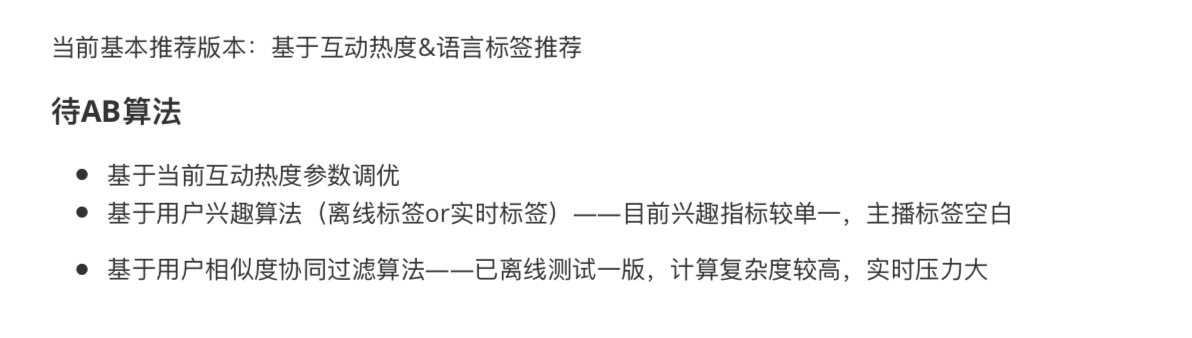 当前基本推荐版本：基于互动热度&语言标签推荐
待AB算法
基于当前互动热度参数调优
基于用户兴趣算法（离线标签or实时标签）——目前兴趣指标较单一，主播标签空白
基于用户相似度协同过滤算法——已离线测试一版，计算复杂度较高，实时压力大